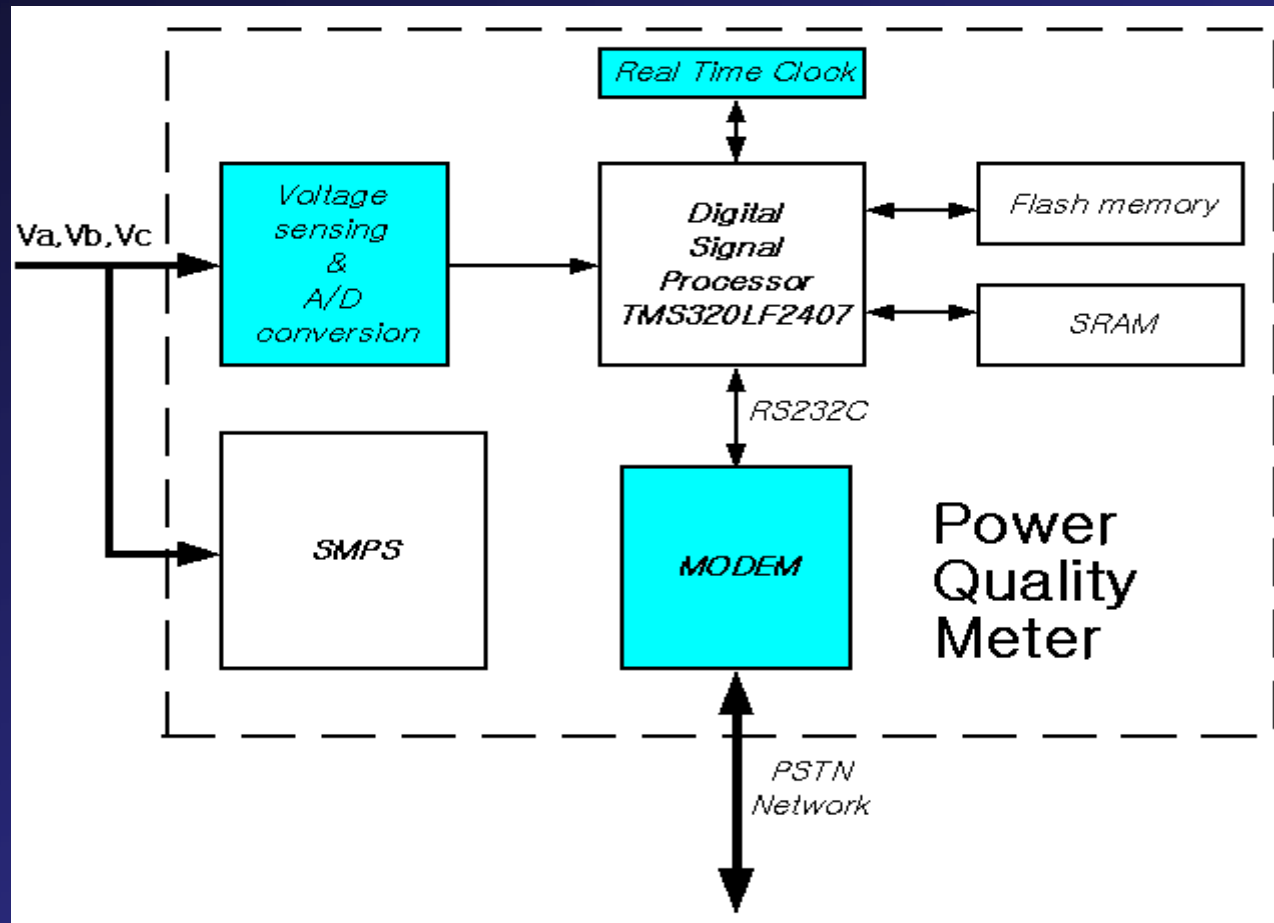 Real Time Clock
Va,Vb,Vc
Voltage
sensing
&
A/D
conversion
Digital
Signal
Processor
TMS320LF2407
Flash memory
SRAM
RS232C
SMPS
MODEM
Power
Quality
Meter
PSTN
Network